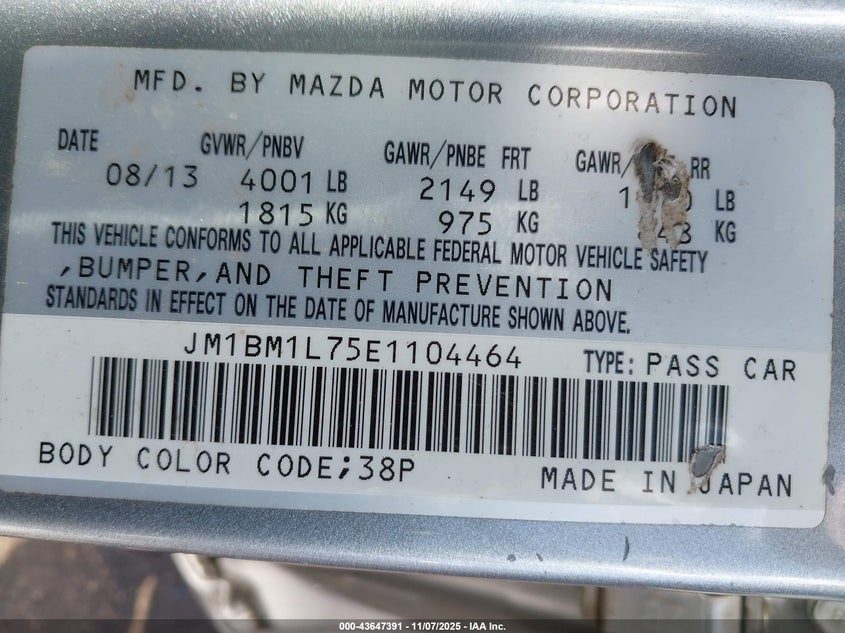 MFD. BY MAZDA MOTOR CORPORATION
DATE GVWR/PNBV GAWR/PNBE FRT GAWR/ RR
08/13 4001 LB 2149 LB LB
1815 KG 975 KG KG
THIS VEHICLE CONFORMS TO ALL APPLICABLE FEDERAL MOTOR VEHICLE SAFETY
,BUMPER,AND THEFT PREVENTION
STANDARDS IN EFFECT ON THE DATE OF MANUFACTURE SHOWN ABOVE.
JM1BM1L75E1104464 TYPE: PASS CAR
BODY COLOR CODE;38P MADE IN JAPAN
000-43647391 - 11/07/2025 - IAA Inc.